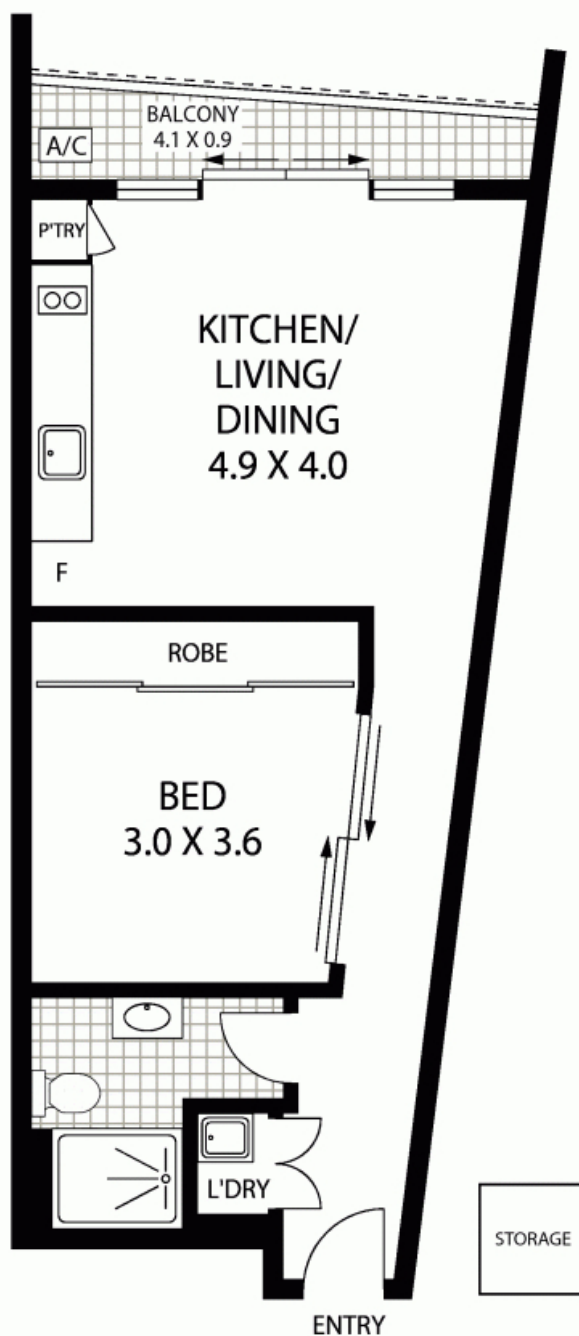 BALCONY
4.1 X 0.9
A/C
P'TRY
KITCHEN/
LIVING/
DINING
4.9 X 4.0
F
ROBE
BED
3.0 X 3.6
L'DRY
STORAGE
ENTRY